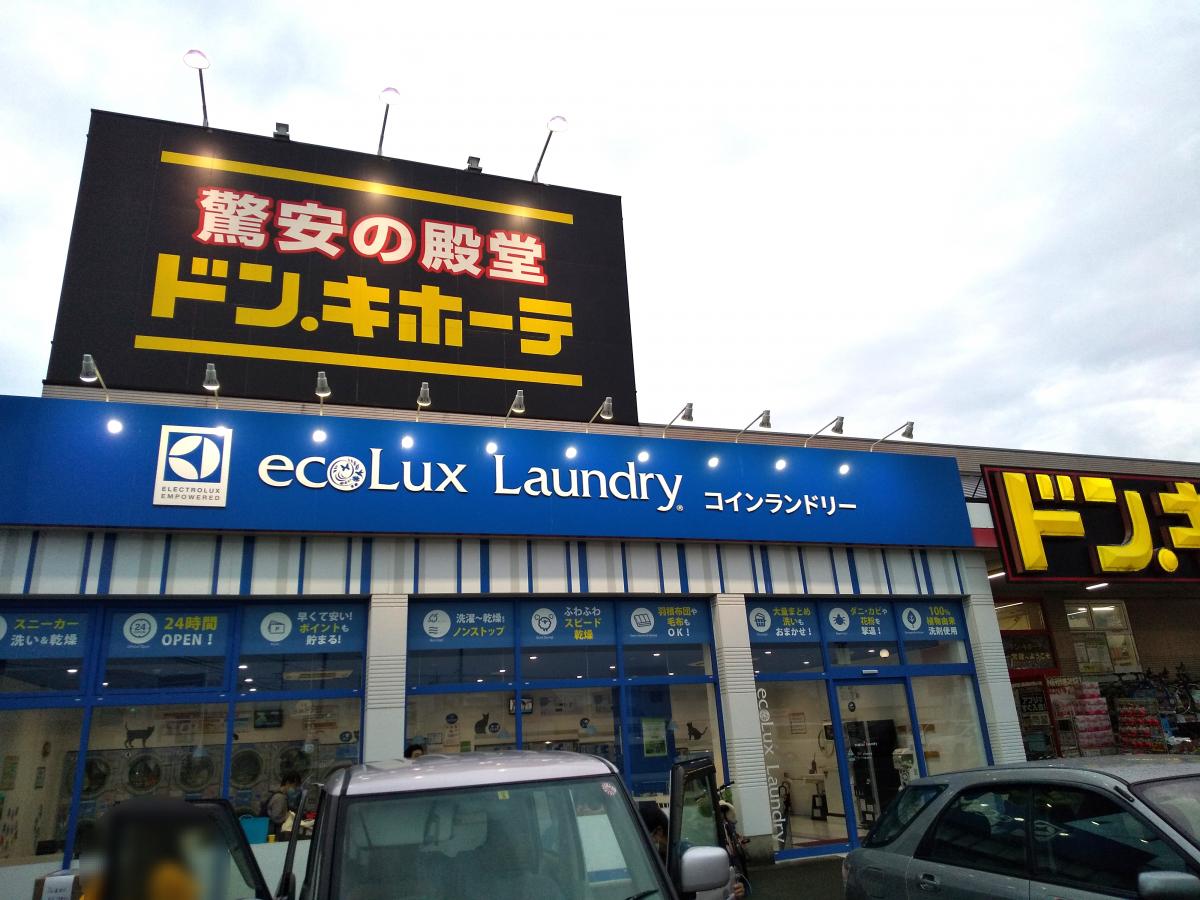 驚安の殿堂
ドン.キホーテ
ELECTROLUX
EMPOWERED
ecoLux Laundry® コインランドリー
ドン.キ
スニーカー
洗い&乾燥
24
24時間
OPEN!
早くて安い!
ポイントも
貯まる!
洗濯~乾燥!
ノンストップ
ふわふわ
スピード
乾燥
羽積布団や
毛布も
OK!
大量まとめ
洗いも
おまかせ!
ダニ・カビや
花粉を
撃退!
100%
植物由来
洗剤使用
ecoLux Laundry